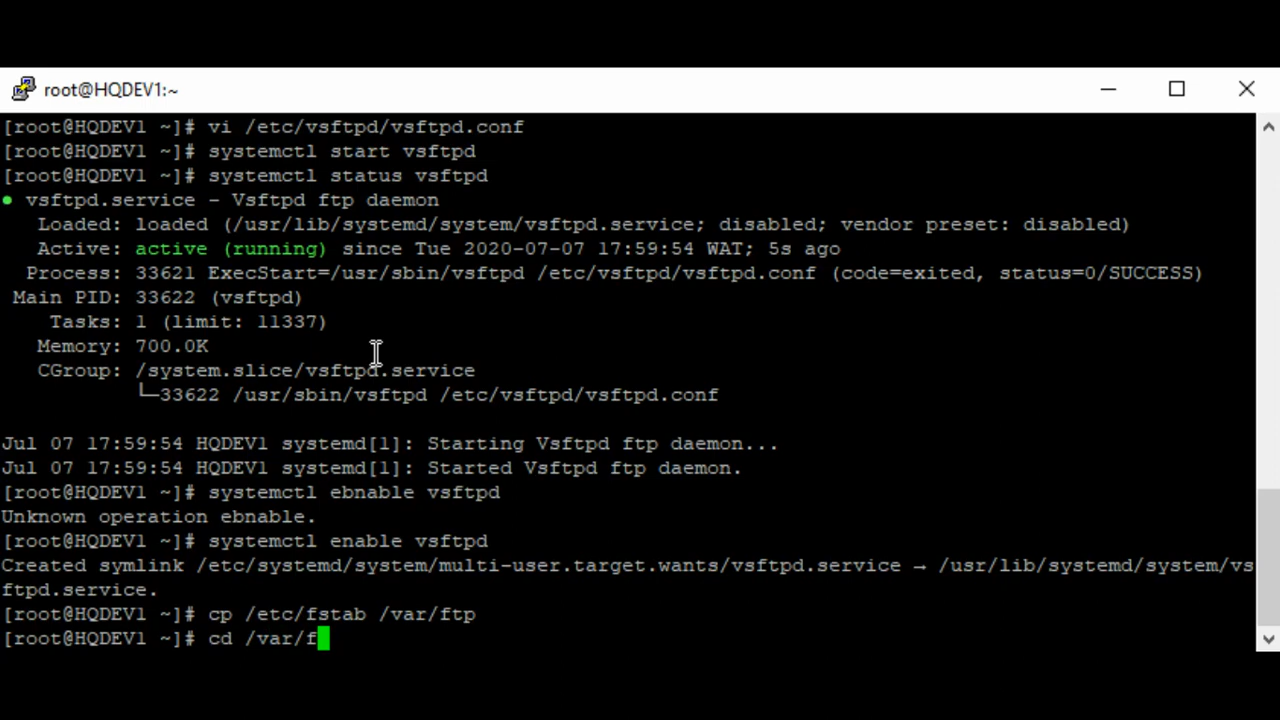 root@HQDEV1:~
[root@HQDEV1 ~]# vi /etc/vsftpd/vsftpd.conf
[root@HQDEV1 ~]# systemctl start vsftpd
[root@HQDEV1 ~]# systemctl status vsftpd
● vsftpd.service - Vsftpd ftp daemon
   Loaded: loaded (/usr/lib/systemd/system/vsftpd.service; disabled; vendor preset: disabled)
   Active: active (running) since Tue 2020-07-07 17:59:54 WAT; 5s ago
  Process: 33621 ExecStart=/usr/sbin/vsftpd /etc/vsftpd/vsftpd.conf (code=exited, status=0/SUCCESS)
 Main PID: 33622 (vsftpd)
    Tasks: 1 (limit: 11337)
   Memory: 700.0K
   CGroup: /system.slice/vsftpd.service
           └─33622 /usr/sbin/vsftpd /etc/vsftpd/vsftpd.conf
Jul 07 17:59:54 HQDEV1 systemd[1]: Starting Vsftpd ftp daemon...
Jul 07 17:59:54 HQDEV1 systemd[1]: Started Vsftpd ftp daemon.
[root@HQDEV1 ~]# systemctl ebnable vsftpd
Unknown operation ebnable.
[root@HQDEV1 ~]# systemctl enable vsftpd
Created symlink /etc/systemd/system/multi-user.target.wants/vsftpd.service → /usr/lib/systemd/system/vs
ftpd.service.
[root@HQDEV1 ~]# cp /etc/fstab /var/ftp
[root@HQDEV1 ~]# cd /var/f